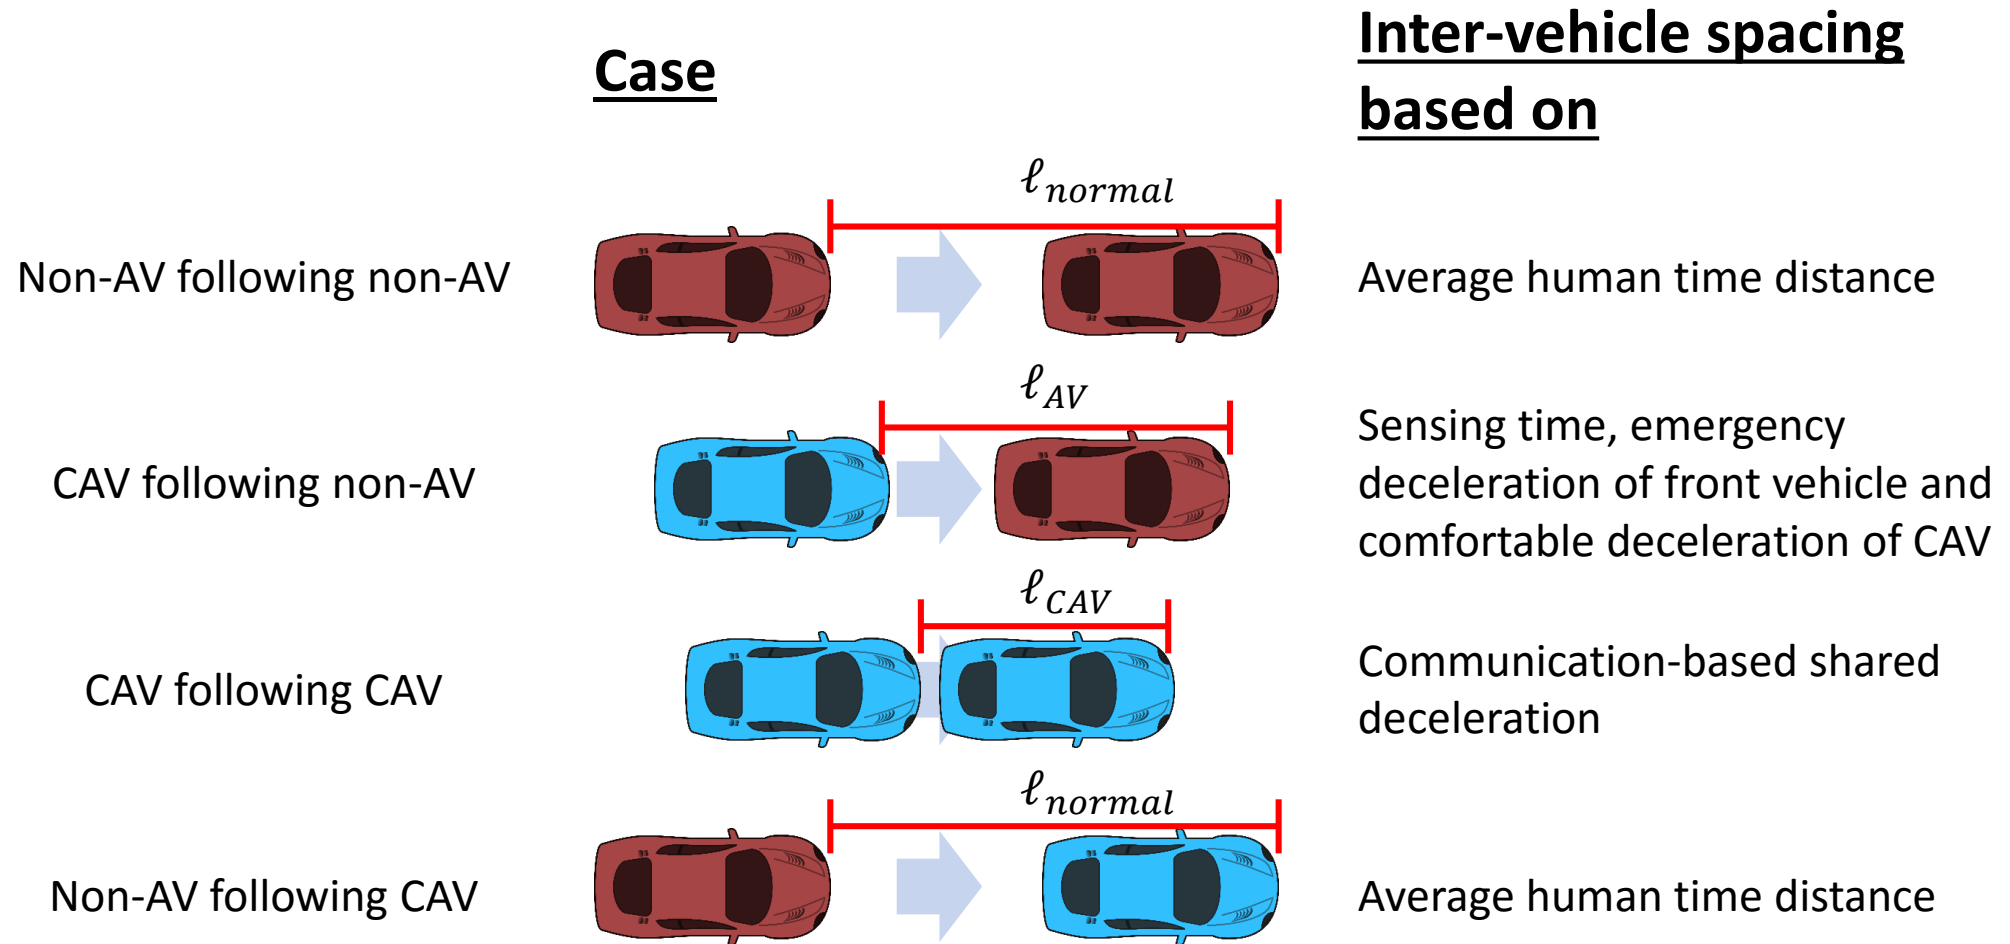 Case
Inter-vehicle spacing
based on
ℓnormal
Non-AV following non-AV
Average human time distance
ℓAV
CAV following non-AV
Sensing time, emergency
deceleration of front vehicle and
comfortable deceleration of CAV
ℓCAV
CAV following CAV
Communication-based shared
deceleration
ℓnormal
Non-AV following CAV
Average human time distance